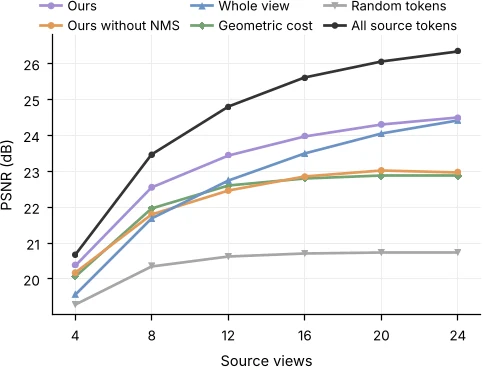 Ours Whole view Random tokens
Ours without NMS Geometric cost All source tokens
PSNR (dB)
26
25
24
23
22
21
20
4 8 12 16 20 24
Source views